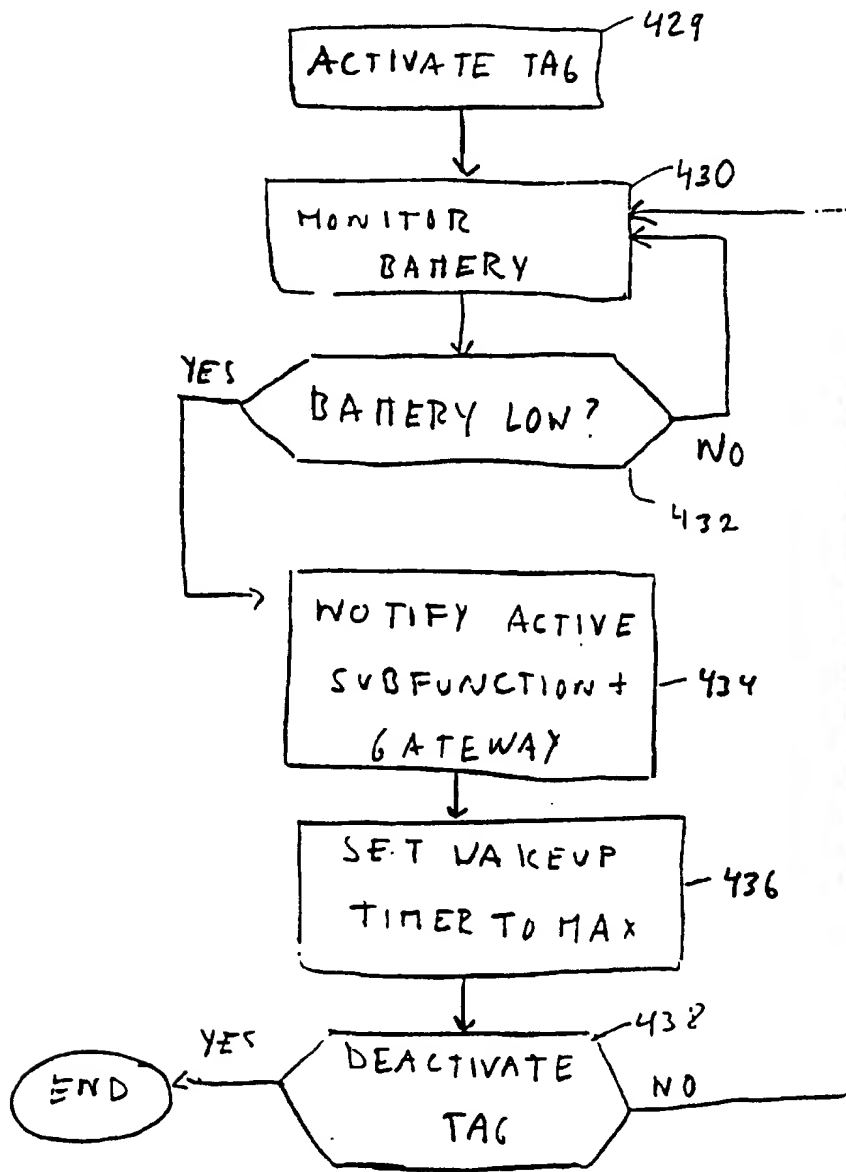 429
ACTIVATE TAG
430
MONITOR
BATTERY
YES
BATTERY LOW?
NO
432
NOTIFY ACTIVE
SUBFUNCTION +
GATEWAY
434
SET WAKEUP
TIMER TO MAX
436
438
YES
DEACTIVATE
TAG
NO
END